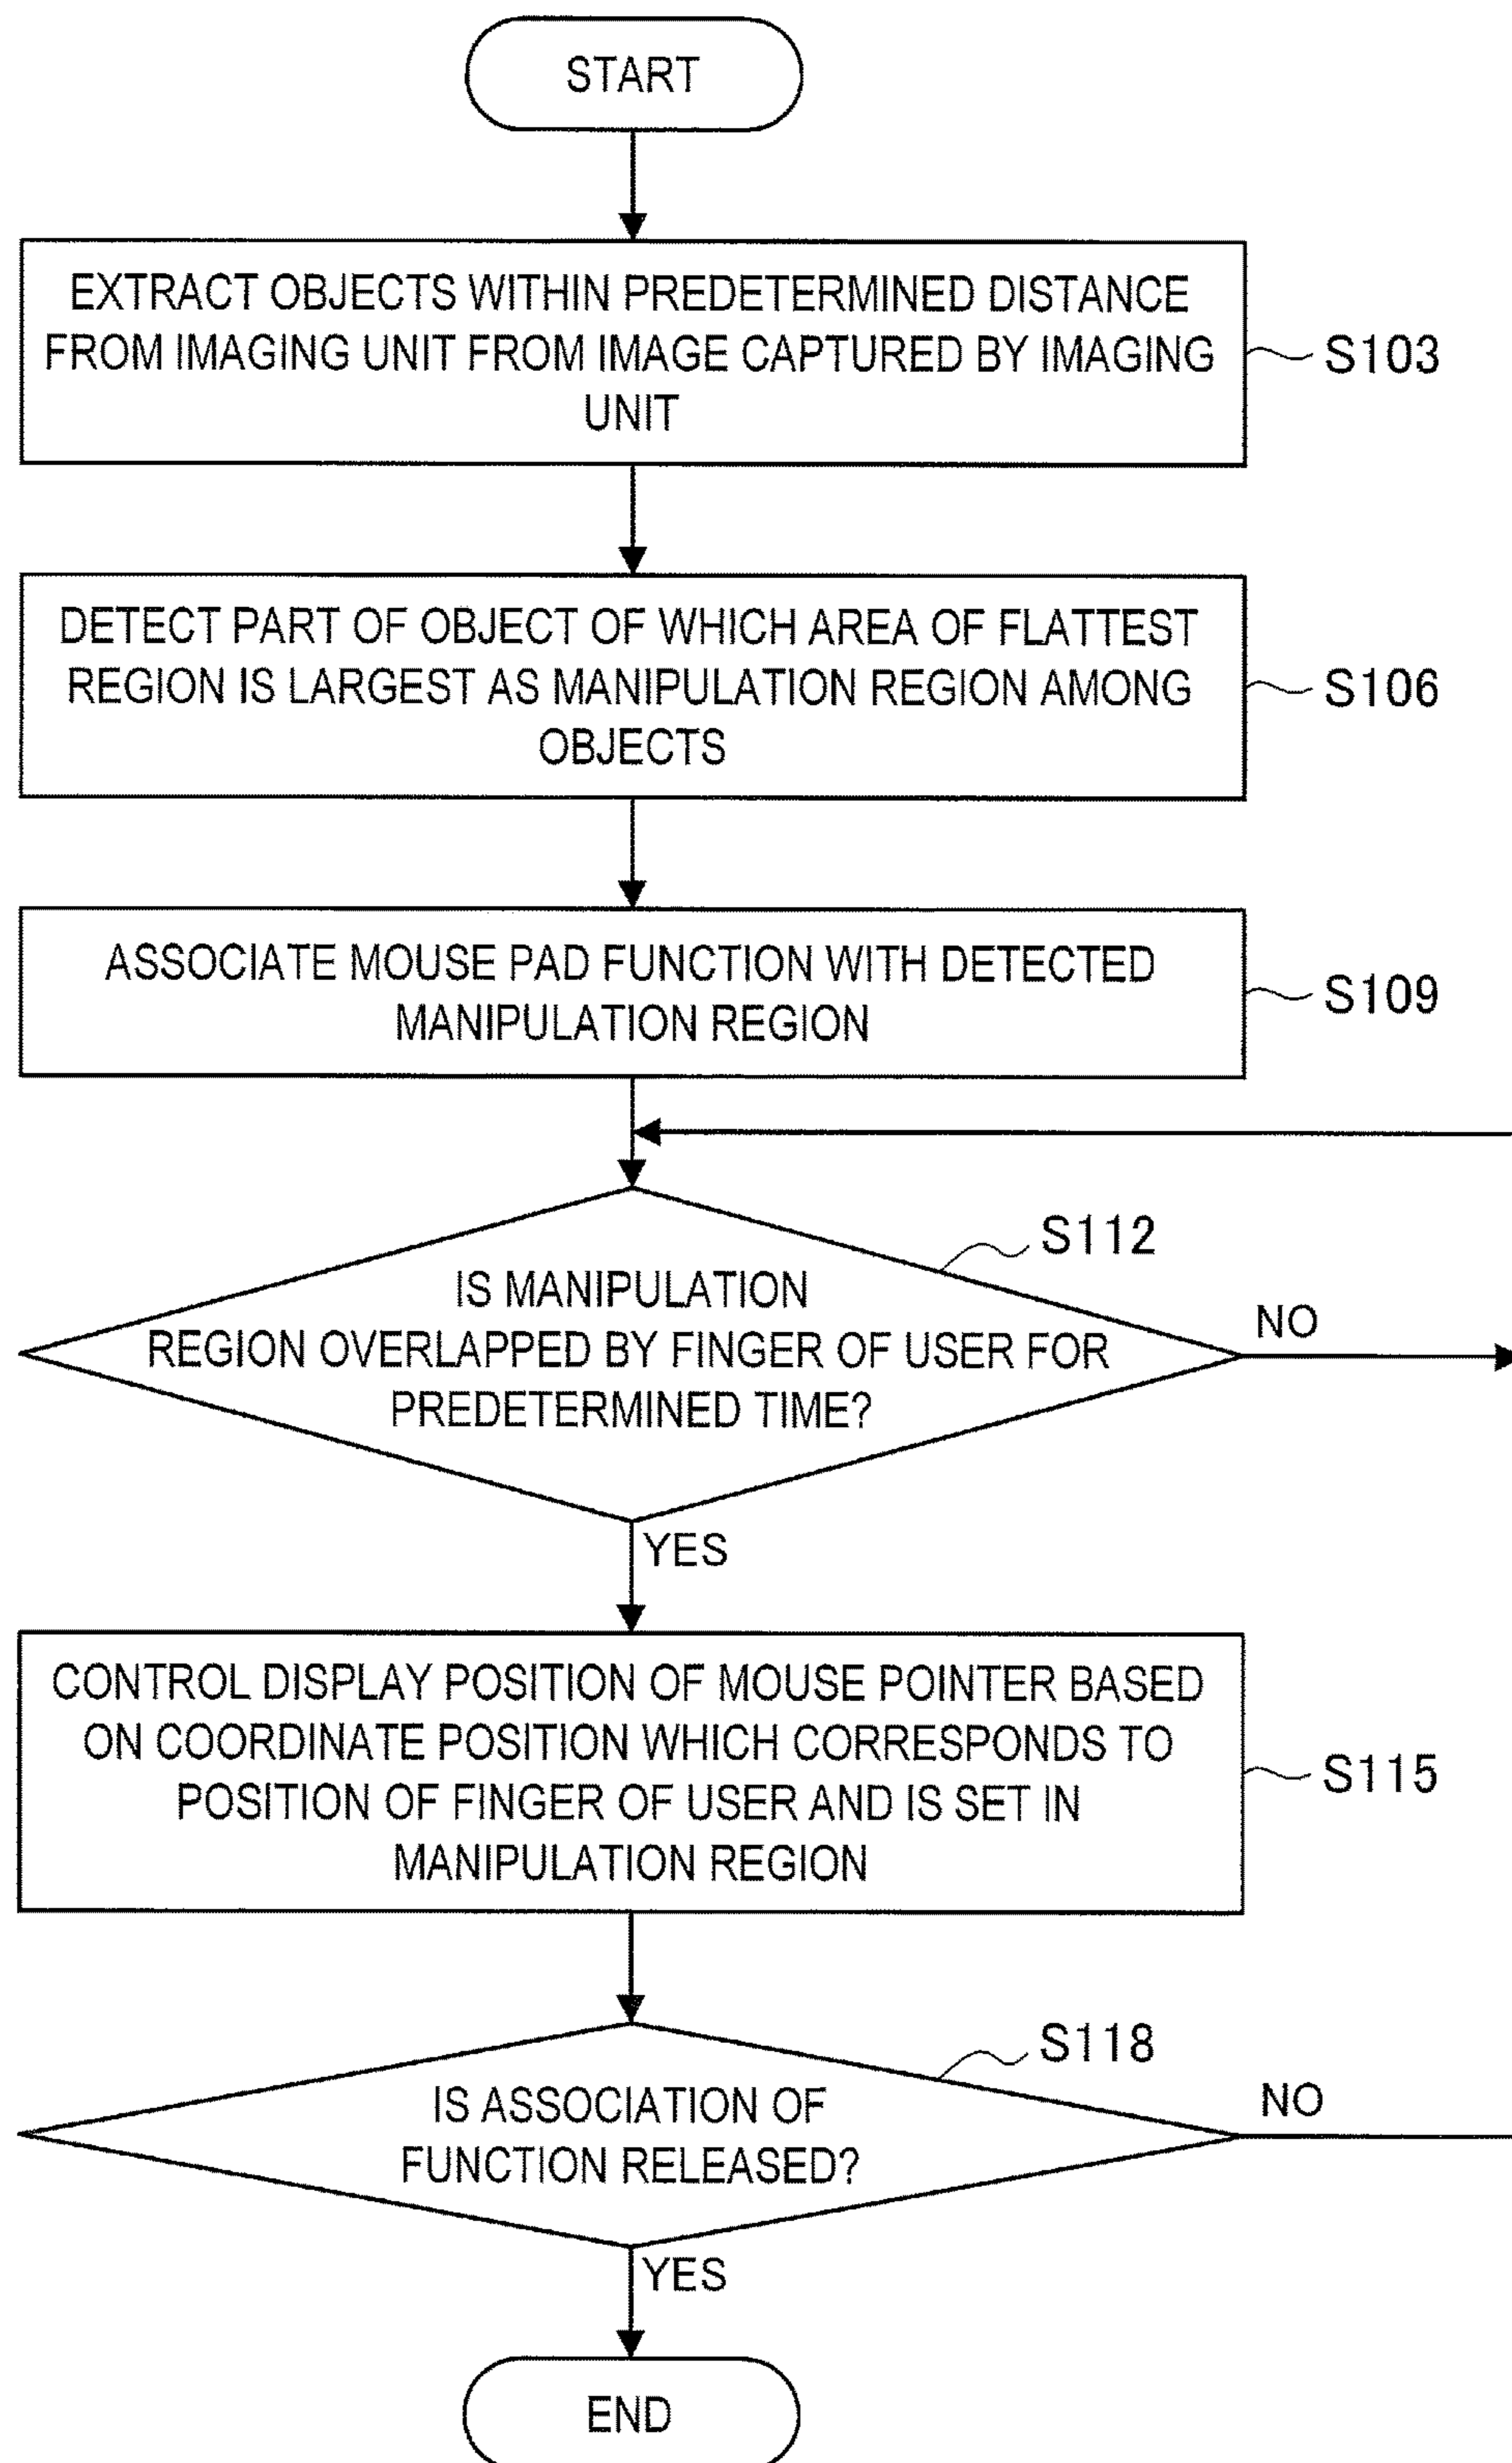 START
EXTRACT OBJECTS WITHIN PREDETERMINED DISTANCE
FROM IMAGING UNIT FROM IMAGE CAPTURED BY IMAGING
UNIT
S103
DETECT PART OF OBJECT OF WHICH AREA OF FLATTEST
REGION IS LARGEST AS MANIPULATION REGION AMONG
OBJECTS
S106
ASSOCIATE MOUSE PAD FUNCTION WITH DETECTED
MANIPULATION REGION
S109
S112
IS MANIPULATION
REGION OVERLAPPED BY FINGER OF USER FOR
PREDETERMINED TIME?
NO
YES
CONTROL DISPLAY POSITION OF MOUSE POINTER BASED
ON COORDINATE POSITION WHICH CORRESPONDS TO
POSITION OF FINGER OF USER AND IS SET IN
MANIPULATION REGION
S115
S118
IS ASSOCIATION OF
FUNCTION RELEASED?
NO
YES
END